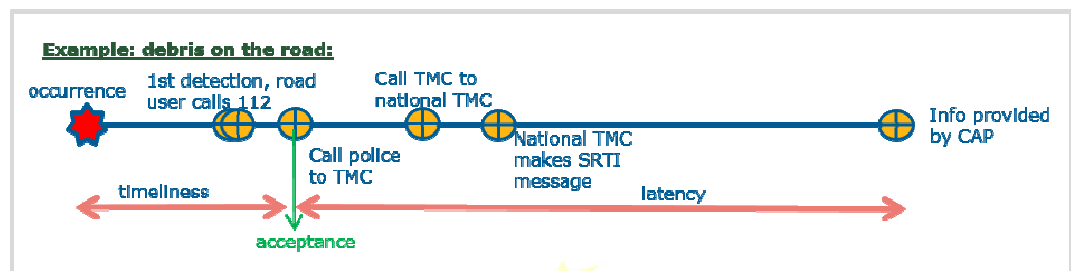 Example: debris on the road:
occurrence
1st detection, road
user calls 112
Call TMC to
national TMC
Info provided
by CAP
Call police
to TMC
National TMC
makes SRTI
message
timeliness
latency
acceptance